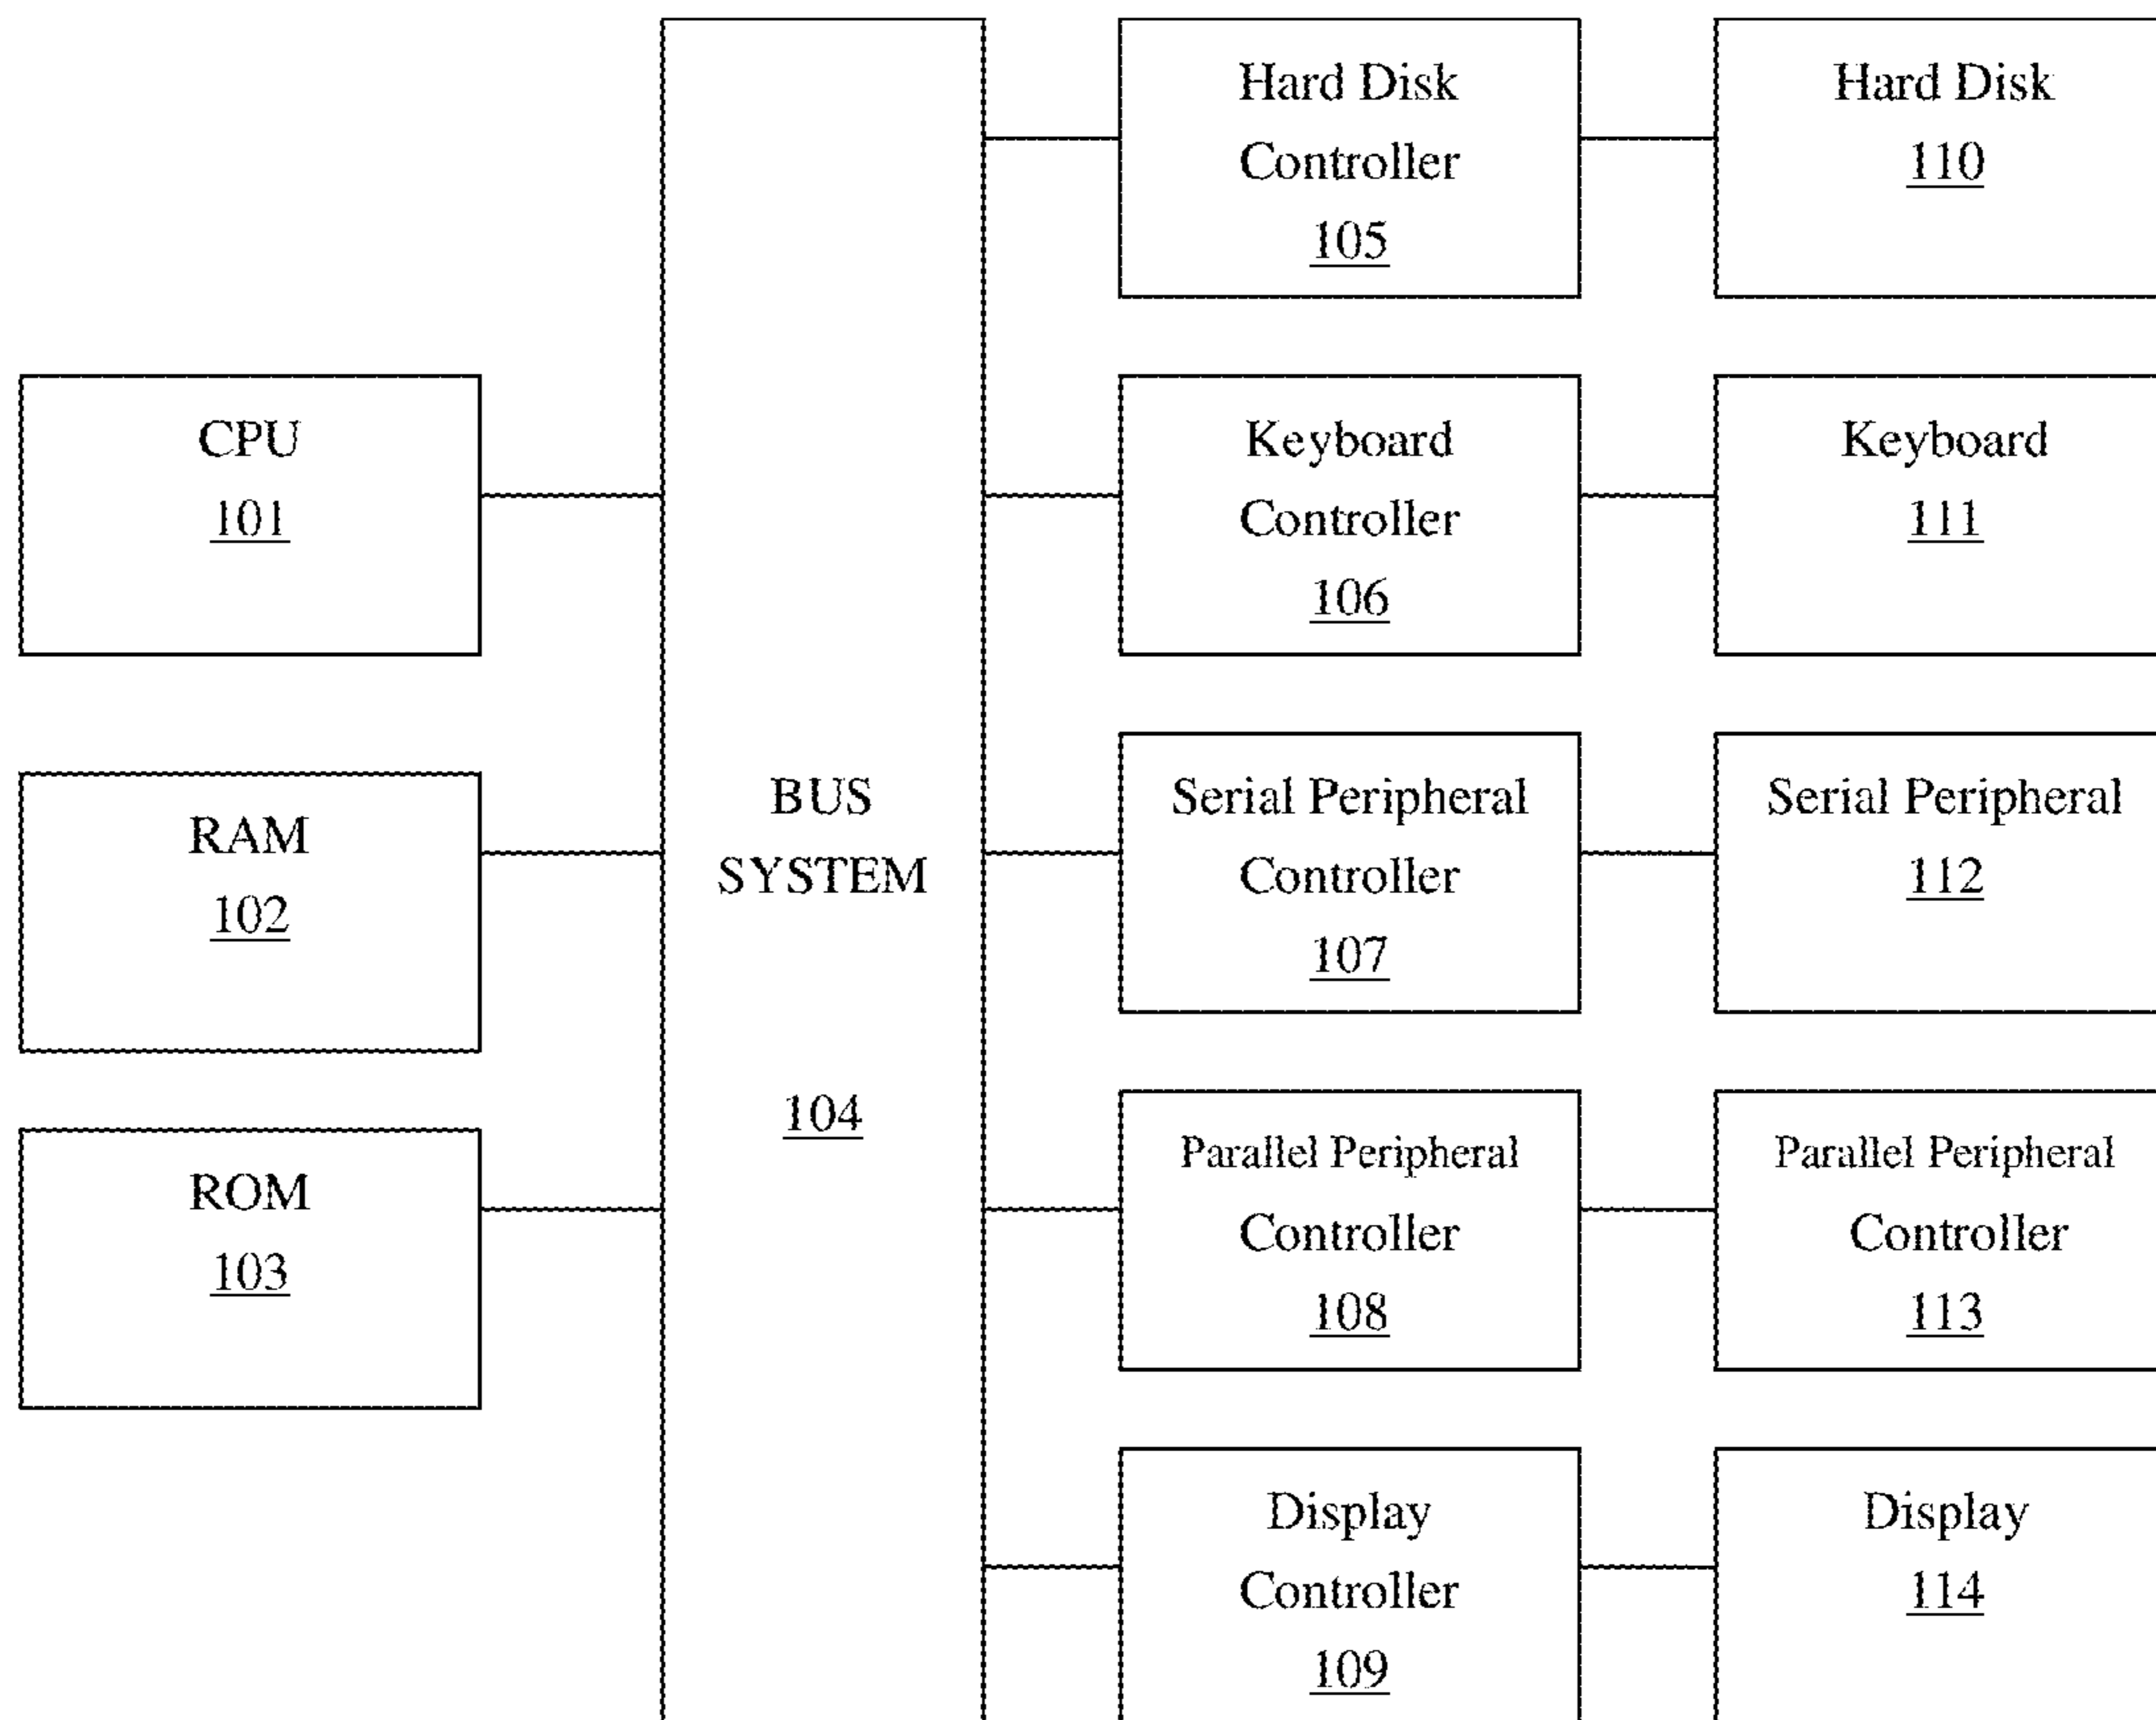 Hard Disk
Controller
105
Hard Disk
110
CPU
101
Keyboard
Controller
106
Keyboard
111
RAM
102
BUS
SYSTEM
104
Serial Peripheral
Controller
107
Serial Peripheral
112
ROM
103
Parallel Peripheral
Controller
108
Parallel Peripheral
Controller
113
Display
Controller
109
Display
114